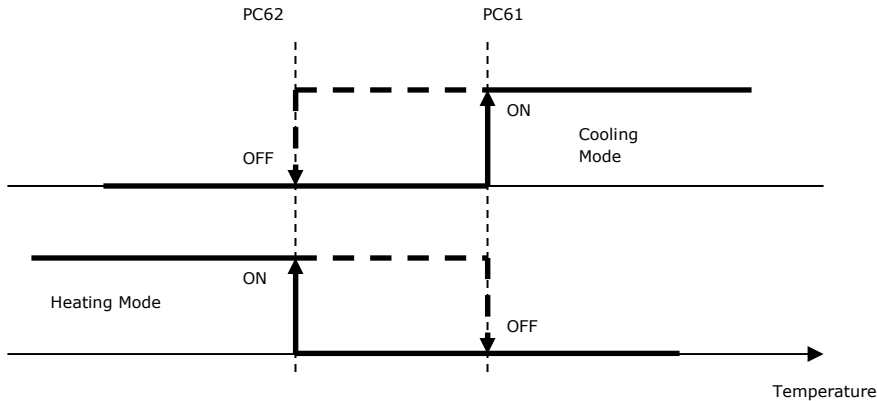 PC62
PC61
ON
Cooling
Mode
OFF
ON
Heating Mode
OFF
Temperature